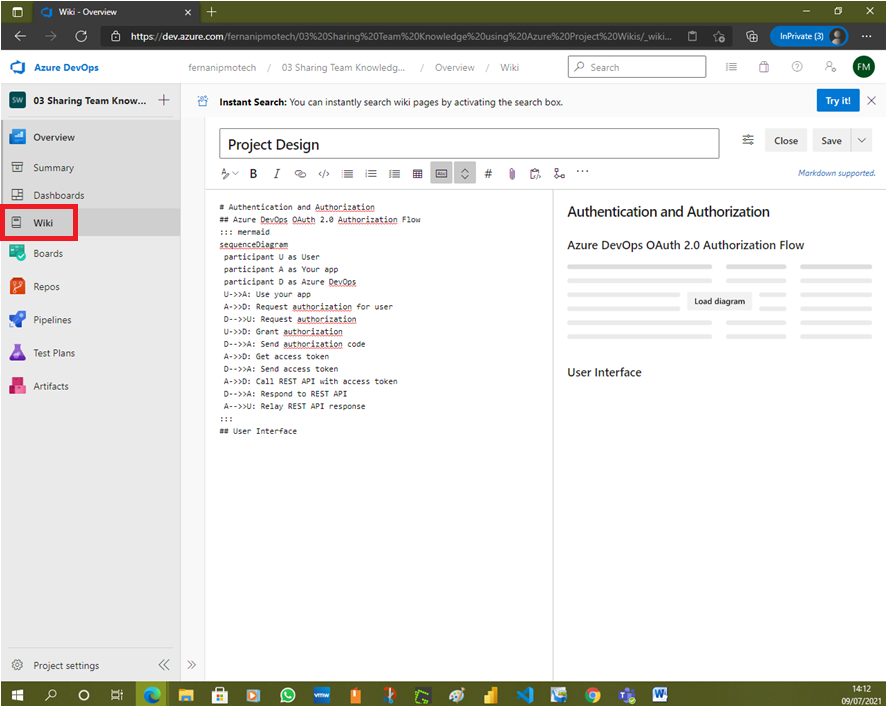 Wiki - Overview
https://dev.azure.com/fernanipmotech/03%20Sharing%20Team%20Knowledge%20using%20Azure%20Project%20Wikis/_wiki...
InPrivate (3)
Azure DevOps
fernanipmotech / 03 Sharing Team Knowledg... / Overview / Wiki
Search
FM
SW 03 Sharing Team Know... +
Instant Search: You can instantly search wiki pages by activating the search box.
Try it!
Overview
Summary
Dashboards
Wiki
Boards
Repos
Pipelines
Test Plans
Artifacts
Project settings
Project Design
Close
Save
B I </> # ...
Markdown supported.
# Authentication and Authorization
## Azure DevOps OAuth 2.0 Authorization Flow
::: mermaid
sequenceDiagram
participant U as User
participant A as Your app
participant D as Azure DevOps
U->>A: Use your app
A->>D: Request authorization for user
D-->>U: Request authorization
U->>D: Grant authorization
D-->>A: Send authorization code
A->>D: Get access token
D-->>A: Send access token
A->>D: Call REST API with access token
D-->>A: Respond to REST API
A-->>U: Relay REST API response
:::
## User Interface
Authentication and Authorization
Azure DevOps OAuth 2.0 Authorization Flow
Load diagram
User Interface
vmw
14:12
09/07/2021